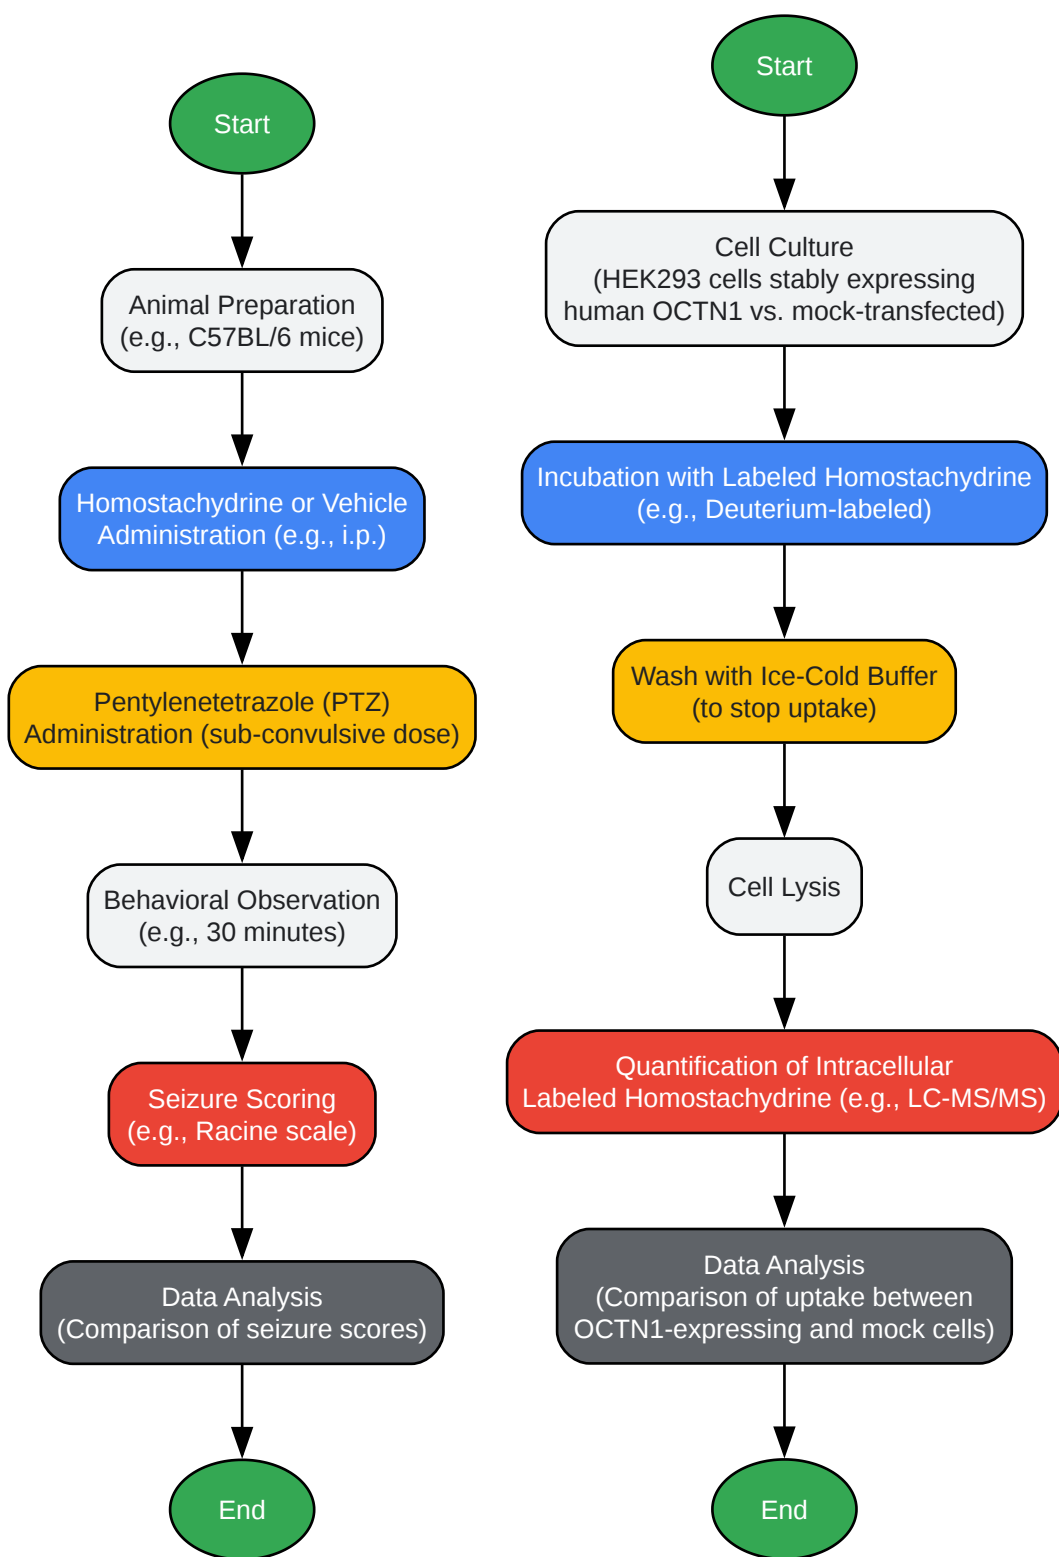 Start
Animal Preparation
(e.g., C57BL/6 mice)
Homostachydrine or Vehicle
Administration (e.g., i.p.)
Pentylenetetrazole (PTZ)
Administration (sub-convulsive dose)
Behavioral Observation
(e.g., 30 minutes)
Seizure Scoring
(e.g., Racine scale)
Data Analysis
(Comparison of seizure scores)
End
Start
Cell Culture
(HEK293 cells stably expressing
human OCTN1 vs. mock-transfected)
Incubation with Labeled Homostachydrine
(e.g., Deuterium-labeled)
Wash with Ice-Cold Buffer
(to stop uptake)
Cell Lysis
Quantification of Intracellular
Labeled Homostachydrine (e.g., LC-MS/MS)
Data Analysis
(Comparison of uptake between
OCTN1-expressing and mock cells)
End